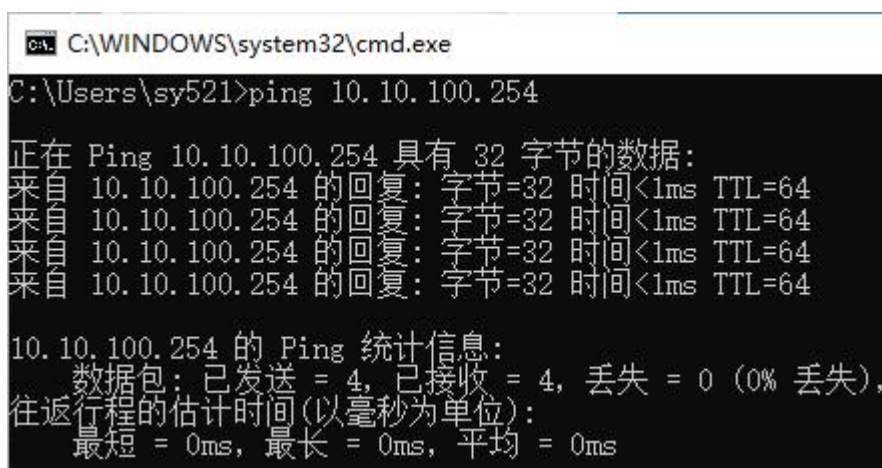 C:\WINDOWS\system32\cmd.exe
C:\Users\sy521>ping 10.10.100.254
正在 Ping 10.10.100.254 具有 32 字节的数据:
来自 10.10.100.254 的回复: 字节=32 时间<1ms TTL=64
来自 10.10.100.254 的回复: 字节=32 时间<1ms TTL=64
来自 10.10.100.254 的回复: 字节=32 时间<1ms TTL=64
来自 10.10.100.254 的回复: 字节=32 时间<1ms TTL=64
10.10.100.254 的 Ping 统计信息:
数据包: 已发送 = 4, 已接收 = 4, 丢失 = 0 (0% 丢失),
往返行程的估计时间(以毫秒为单位):
最短 = 0ms, 最长 = 0ms, 平均 = 0ms